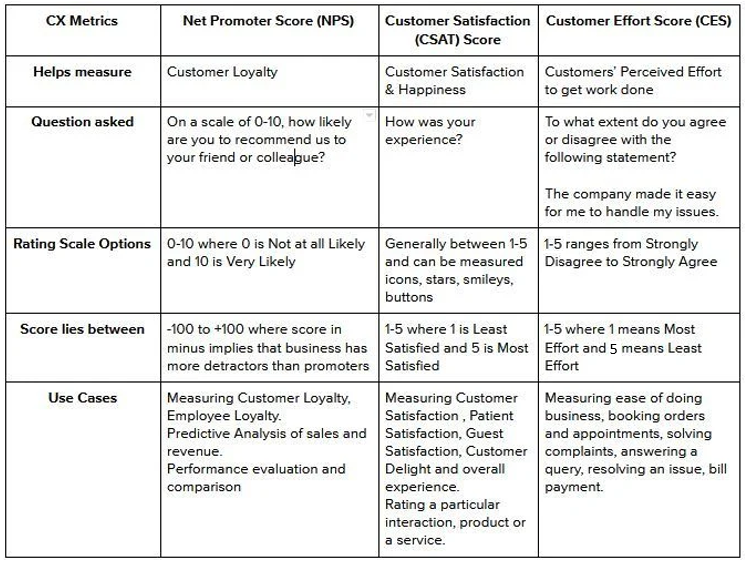 CX Metrics
Net Promoter Score (NPS)
Customer Satisfaction
(CSAT) Score
Customer Effort Score (CES)
Helps measure
Customer Loyalty
Customer Satisfaction
& Happiness
Customers' Perceived Effort
to get work done
Question asked
On a scale of 0-10, how likely
are you to recommend us to
your friend or colleague?
How was your
experience?
To what extent do you agree
or disagree with the
following statement?
The company made it easy
for me to handle my issues.
Rating Scale Options
0-10 where 0 is Not at all Likely
and 10 is Very Likely
Generally between 1-5
and can be measured
icons, stars, smileys,
buttons
1-5 ranges from Strongly
Disagree to Strongly Agree
Score lies between
-100 to +100 where score in
minus implies that business has
more detractors than promoters
1-5 where 1 is Least
Satisfied and 5 is Most
Satisfied
1-5 where 1 means Most
Effort and 5 means Least
Effort
Use Cases
Measuring Customer Loyalty,
Employee Loyalty.
Predictive Analysis of sales and
revenue.
Performance evaluation and
comparison
Measuring Customer
Satisfaction , Patient
Satisfaction, Guest
Satisfaction, Customer
Delight and overall
experience.
Rating a particular
interaction, product or
a service.
Measuring ease of doing
business, booking orders
and appointments, solving
complaints, answering a
query, resolving an issue, bill
payment.